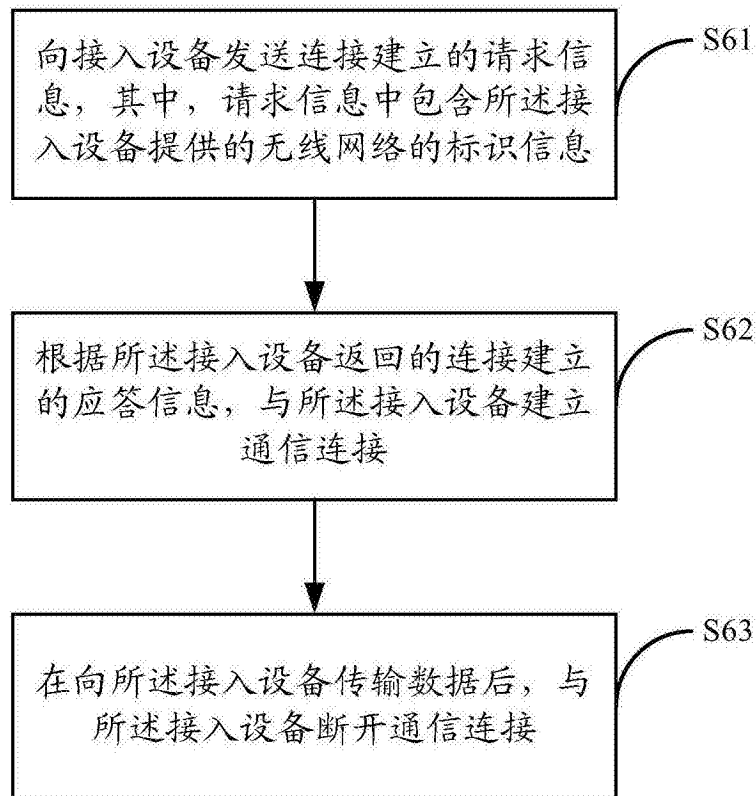 向接入设备发送连接建立的请求信
息，其中，请求信息中包含所述接
入设备提供的无线网络的标识信息
S61
根据所述接入设备返回的连接建立
的应答信息，与所述接入设备建立
通信连接
S62
在向所述接入设备传输数据后，与
所述接入设备断开通信连接
S63